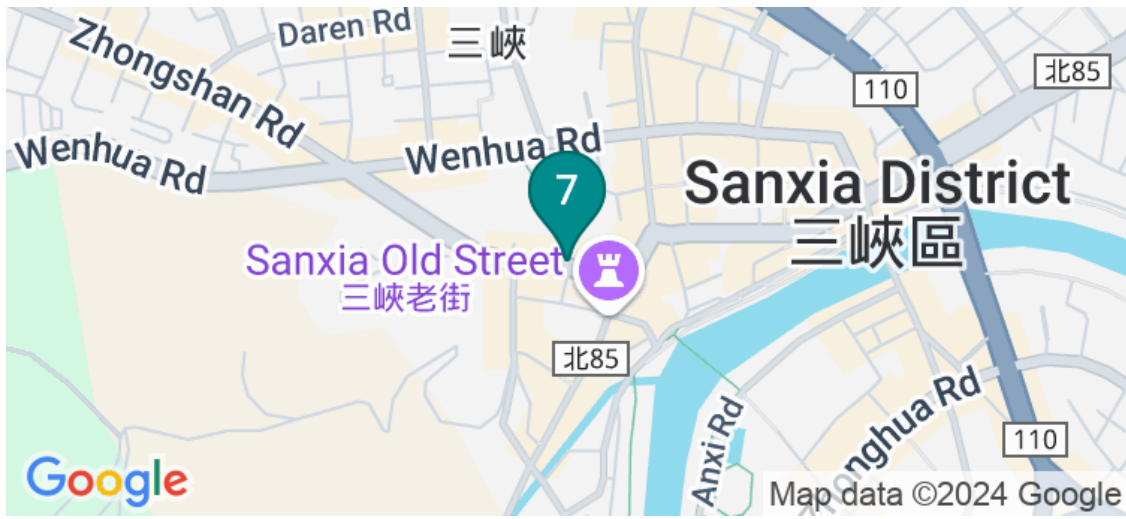 Daren Rd
三峽
Zhongshan Rd
北85
110
Wenhua Rd
Wenhua Rd
7
Sanxia District
三峽區
Sanxia Old Street
三峽老街
北85
Anxi Rd
Zhonghua Rd
110
Google
Map data ©2024 Google